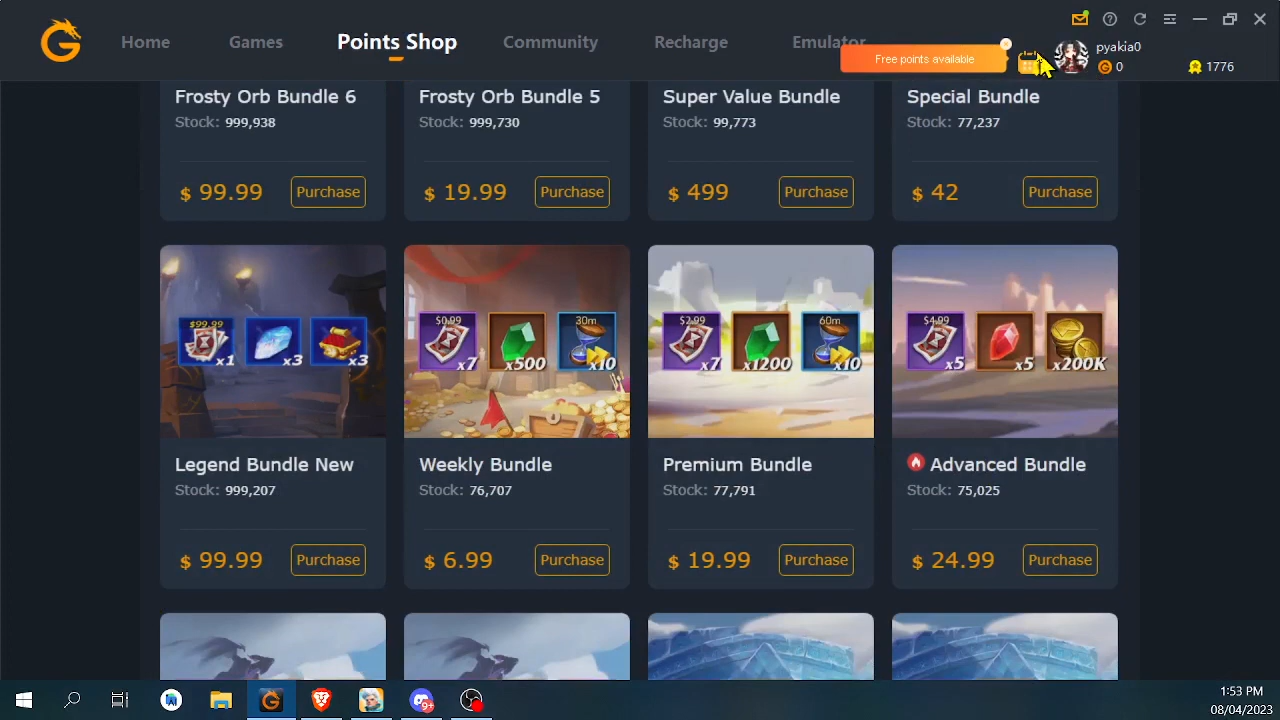 Home
Games
Points Shop
Community
Recharge
Emulator
Free points available
pyakia0
0
1776
Frosty Orb Bundle 6
Stock: 999,938
$ 99.99
Purchase
Frosty Orb Bundle 5
Stock: 999,730
$ 19.99
Purchase
Super Value Bundle
Stock: 99,773
$ 499
Purchase
Special Bundle
Stock: 77,237
$ 42
Purchase
$99.99
x1
x3
x3
Legend Bundle New
Stock: 999,207
$ 99.99
Purchase
$0.99
x7
x500
30m
x10
Weekly Bundle
Stock: 76,707
$ 6.99
Purchase
$2.99
x7
x1200
60m
x10
Premium Bundle
Stock: 77,791
$ 19.99
Purchase
$4.99
x5
x5
x200K
Advanced Bundle
Stock: 75,025
$ 24.99
Purchase
9+
1:53 PM
08/04/2023